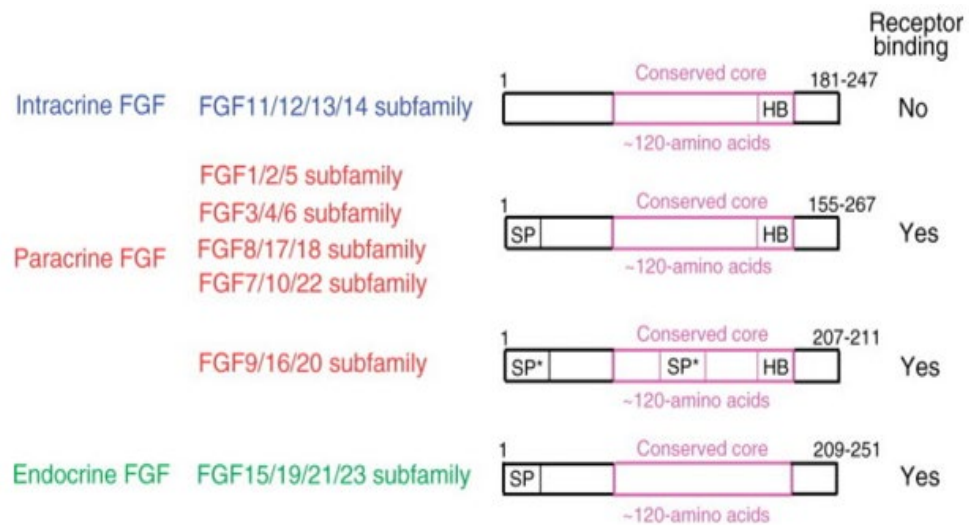 Receptor
binding
1 Conserved core 181-247
Intracrine FGF FGF11/12/13/14 subfamily HB No
~120-amino acids
FGF1/2/5 subfamily
1 Conserved core 155-267
FGF3/4/6 subfamily
SP HB Yes
Paracrine FGF FGF8/17/18 subfamily
~120-amino acids
FGF7/10/22 subfamily
1 Conserved core 207-211
FGF9/16/20 subfamily SP* SP* HB Yes
~120-amino acids
1 Conserved core 209-251
Endocrine FGF FGF15/19/21/23 subfamily SP Yes
~120-amino acids